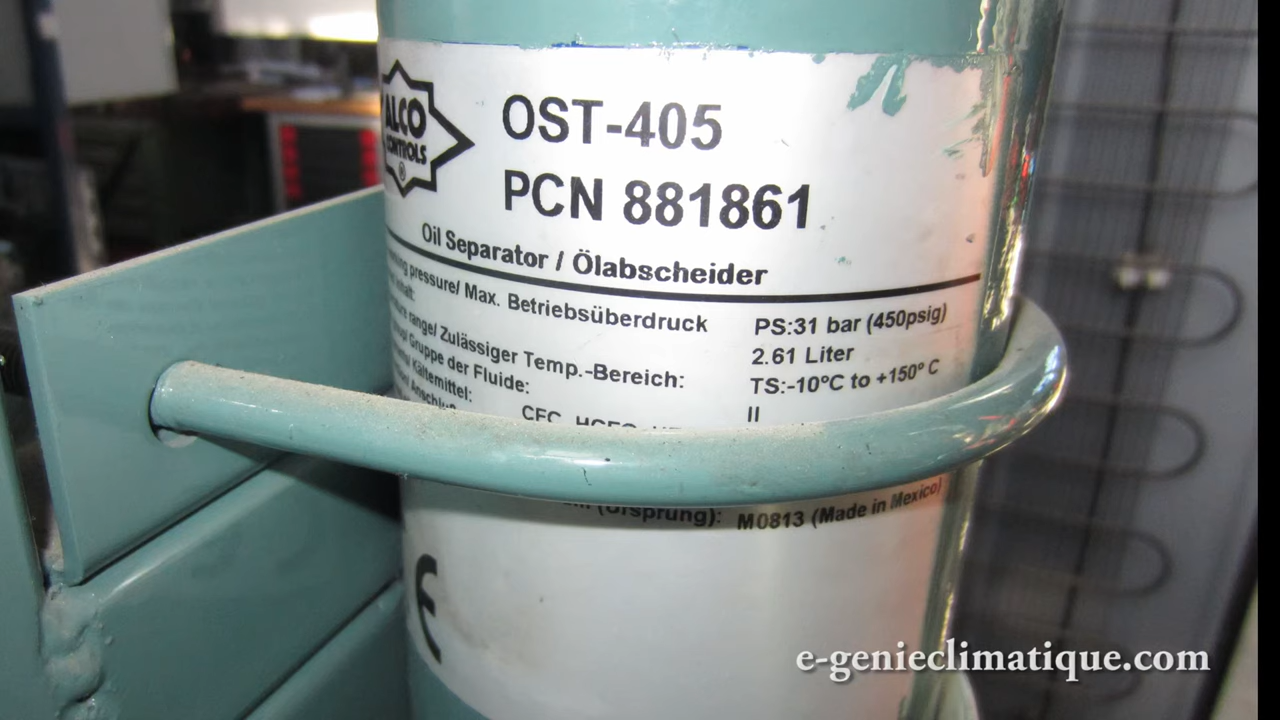 ALCO
CONTROLS
®
OST-405
PCN 881861
Oil Separator / Ölabscheider
pressure/ Max. Betriebsüberdruck PS:31 bar (450psig)
2.61 Liter
range/ Zulässiger Temp.-Bereich: TS:-10ºC to +150º C
Gruppe der Fluide: II
Kältemittel: CFC, HCFC,
(Ursprung): M0813 (Made in Mexico)
e-genieclimatique.com